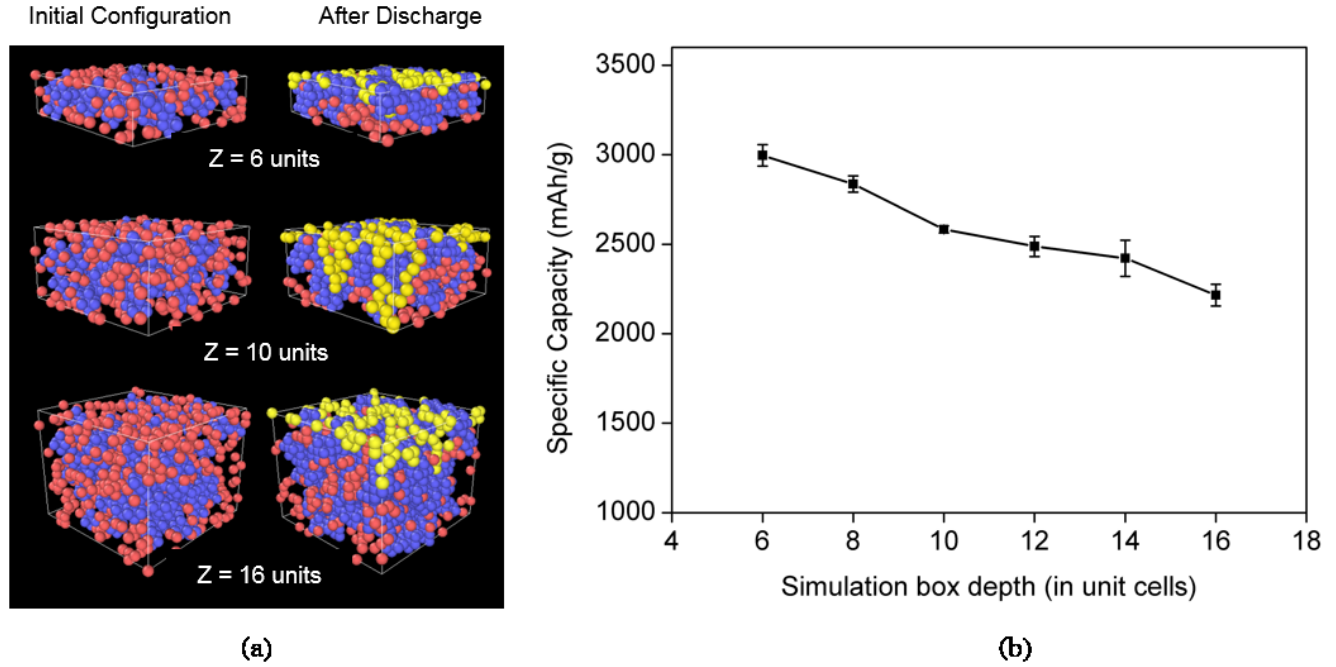 Initial Configuration
After Discharge
Z = 6 units
Z = 10 units
Z = 16 units
(a)
Specific Capacity (mAh/g)
3500
3000
2500
2000
1500
1000
4 6 8 10 12 14 16 18
Simulation box depth (in unit cells)
(b)